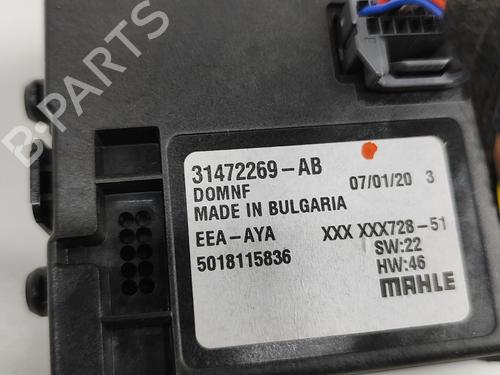 B-PARTS
31472269-AB
DOMNF
07/01/20 3
MADE IN BULGARIA
EEA-AYA
XXX XXX728-51
5018115836
SW:22
HW:46
MAHLE